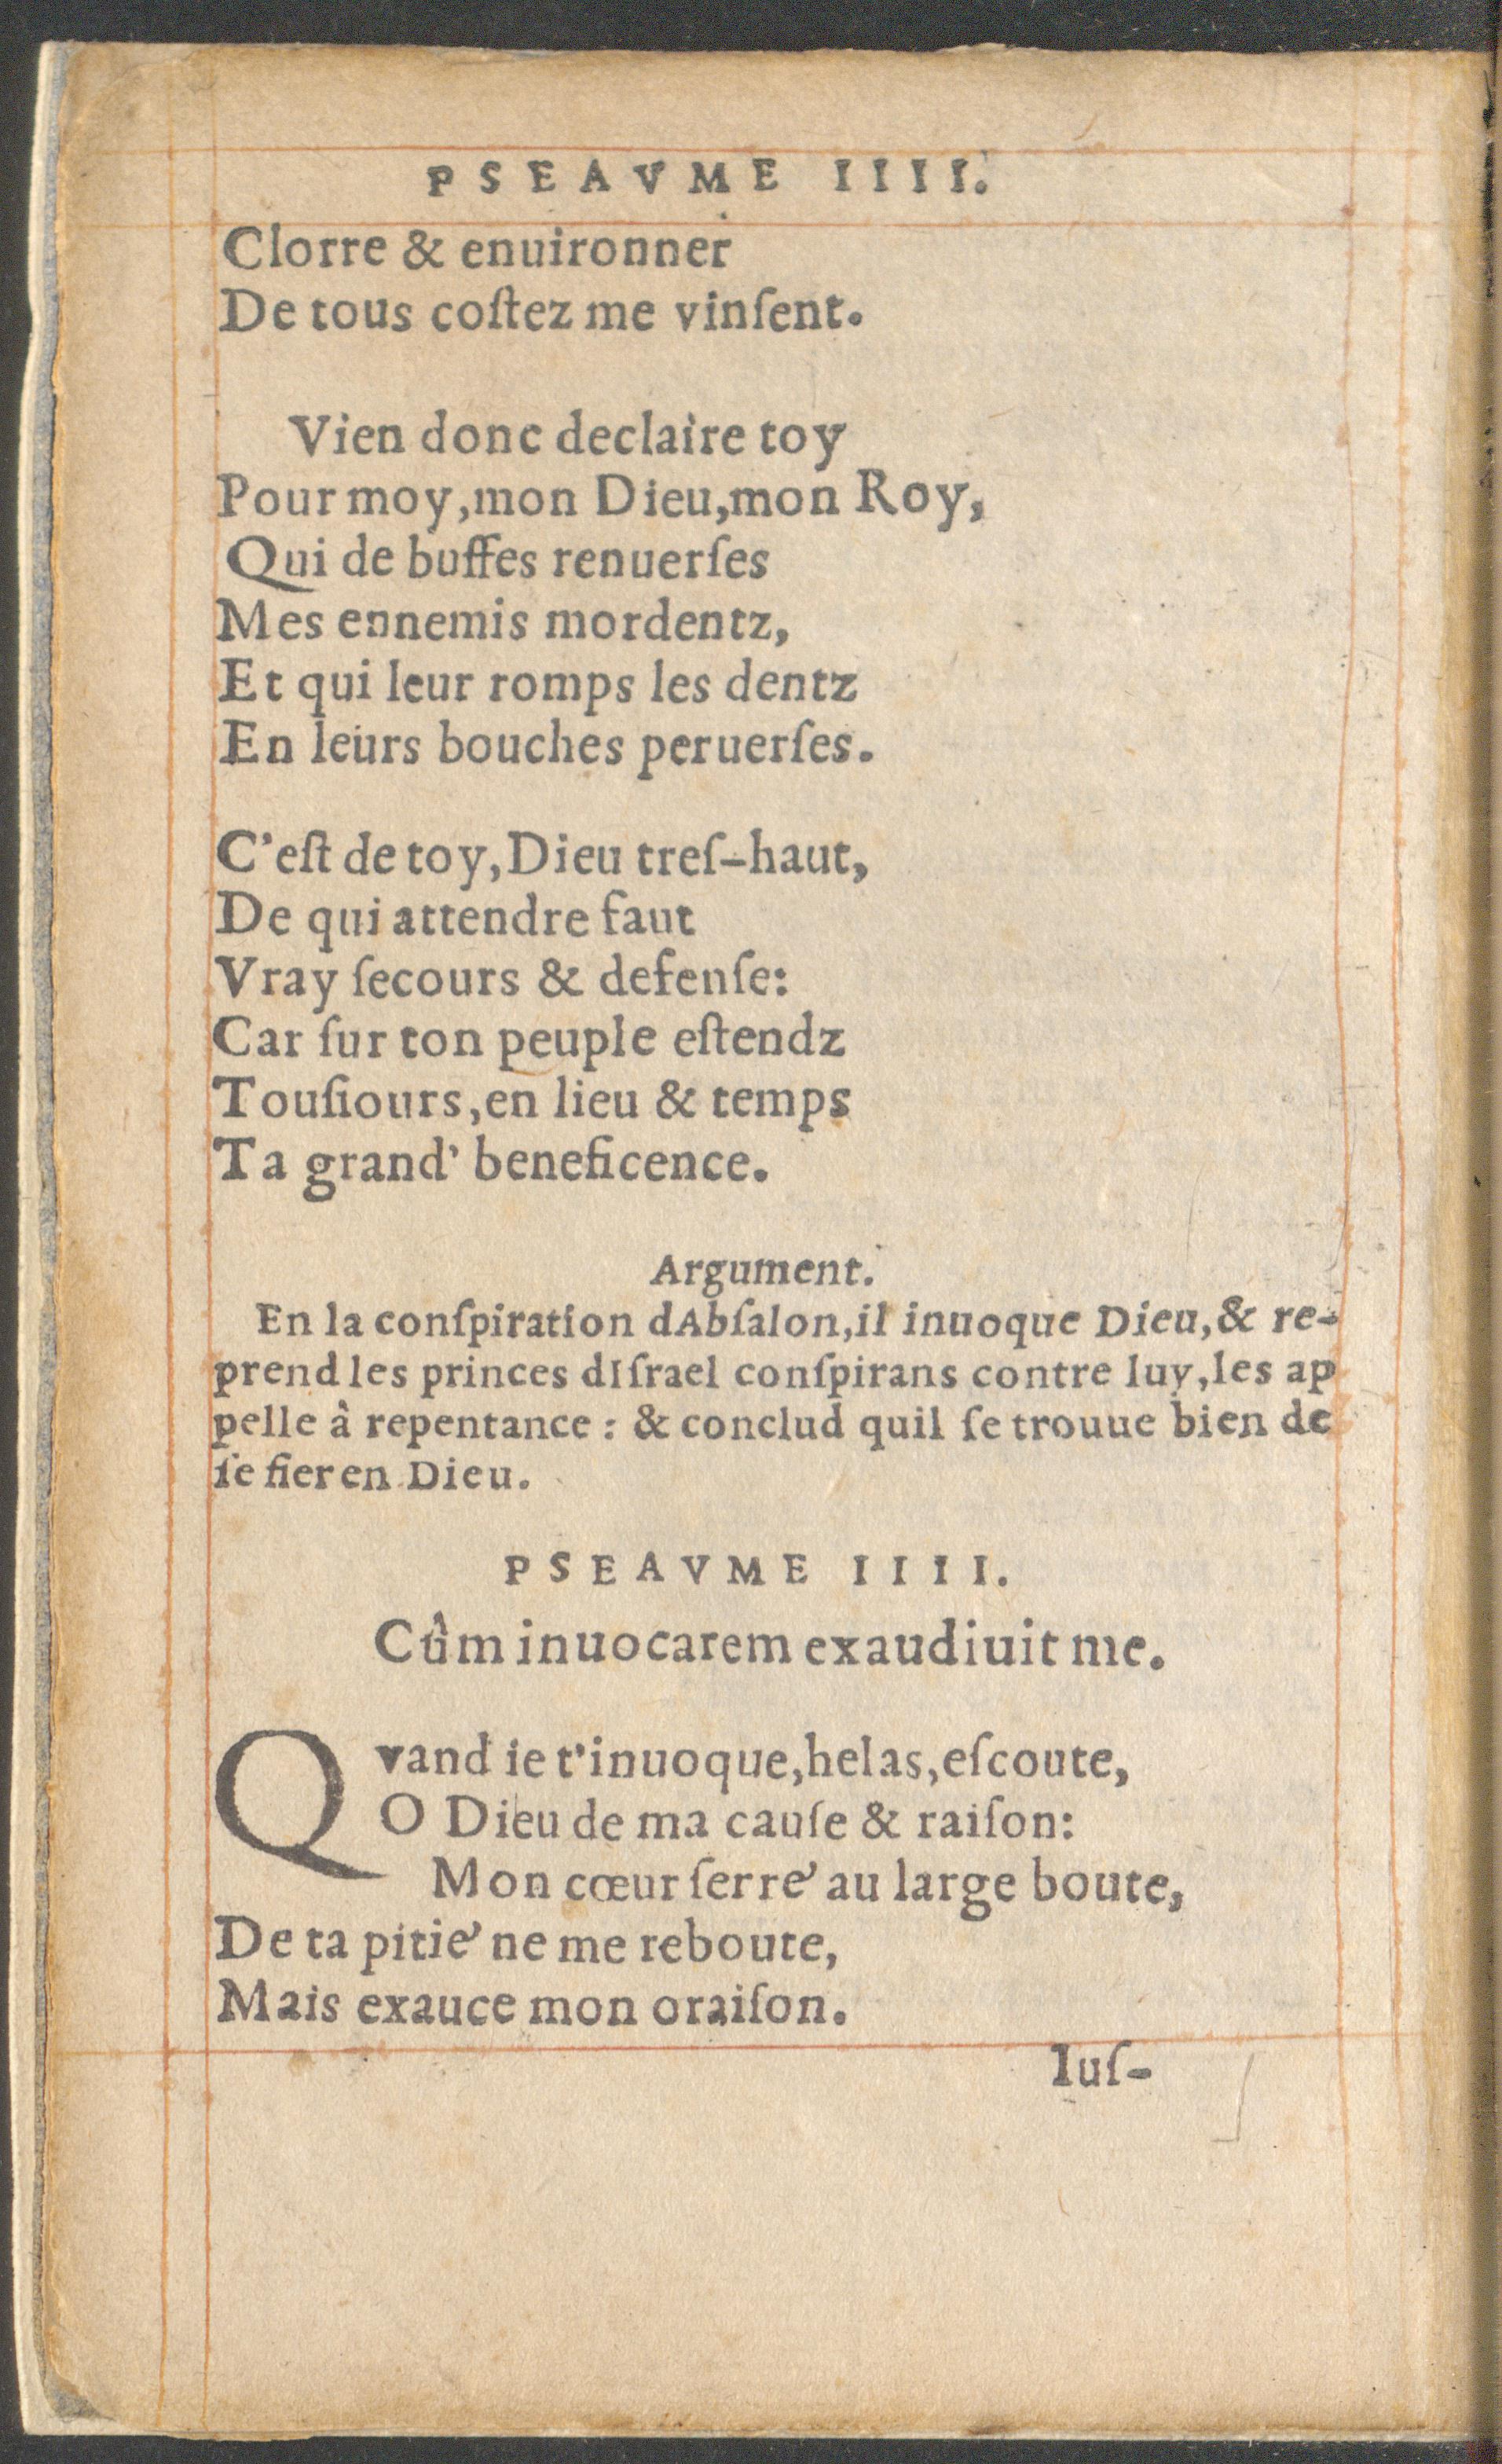 PSEAVME IIII.
Clorre & enuironner
De tous coſtez me vinſent.
Vien donc declaire toy
Pour moy, mon Dieu, mon Roy,
Qui de buffes renuerſes
Mes ennemis mordentz,
Et qui leur romps les dentz
En leurs bouches peruerſes.
C'eſt de toy, Dieu treſ-haut,
De qui attendre faut
Vray ſecours & defenſe:
Car ſur ton peuple eſtendz
Touſiours, en lieu & temps
Ta grand' beneficence.
Argument.
En la conſpiration dAbſalon, il inuoque Dieu, & re-
prend les princes dIſrael conſpirans contre luy, les ap
pelle â repentance : & conclud quil ſe trouue bien de
ſe fier en Dieu.
PSEAVME IIII.
Cûm inuocarem exaudiuit me.
Qvand ie t'inuoque, helas, eſcoute,
O Dieu de ma cauſe & raiſon:
Mon cœur ſerre' au large boute,
De ta pitie' ne me reboute,
Mais exauce mon oraiſon.
Iuſ-